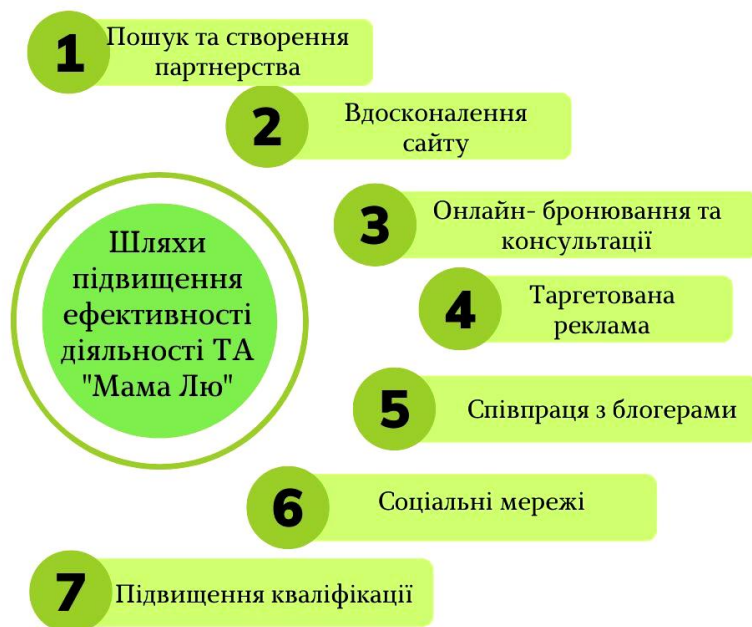 1
Пошук та створення
партнерства
2
Вдосконалення
сайту
3
Онлайн- бронювання та
консультації
4
Таргетована
реклама
5
Співпраця з блогерами
6
Соціальні мережі
7
Підвищення кваліфікації
Шляхи
підвищення
ефективності
діяльності ТА
"Мама Лю"